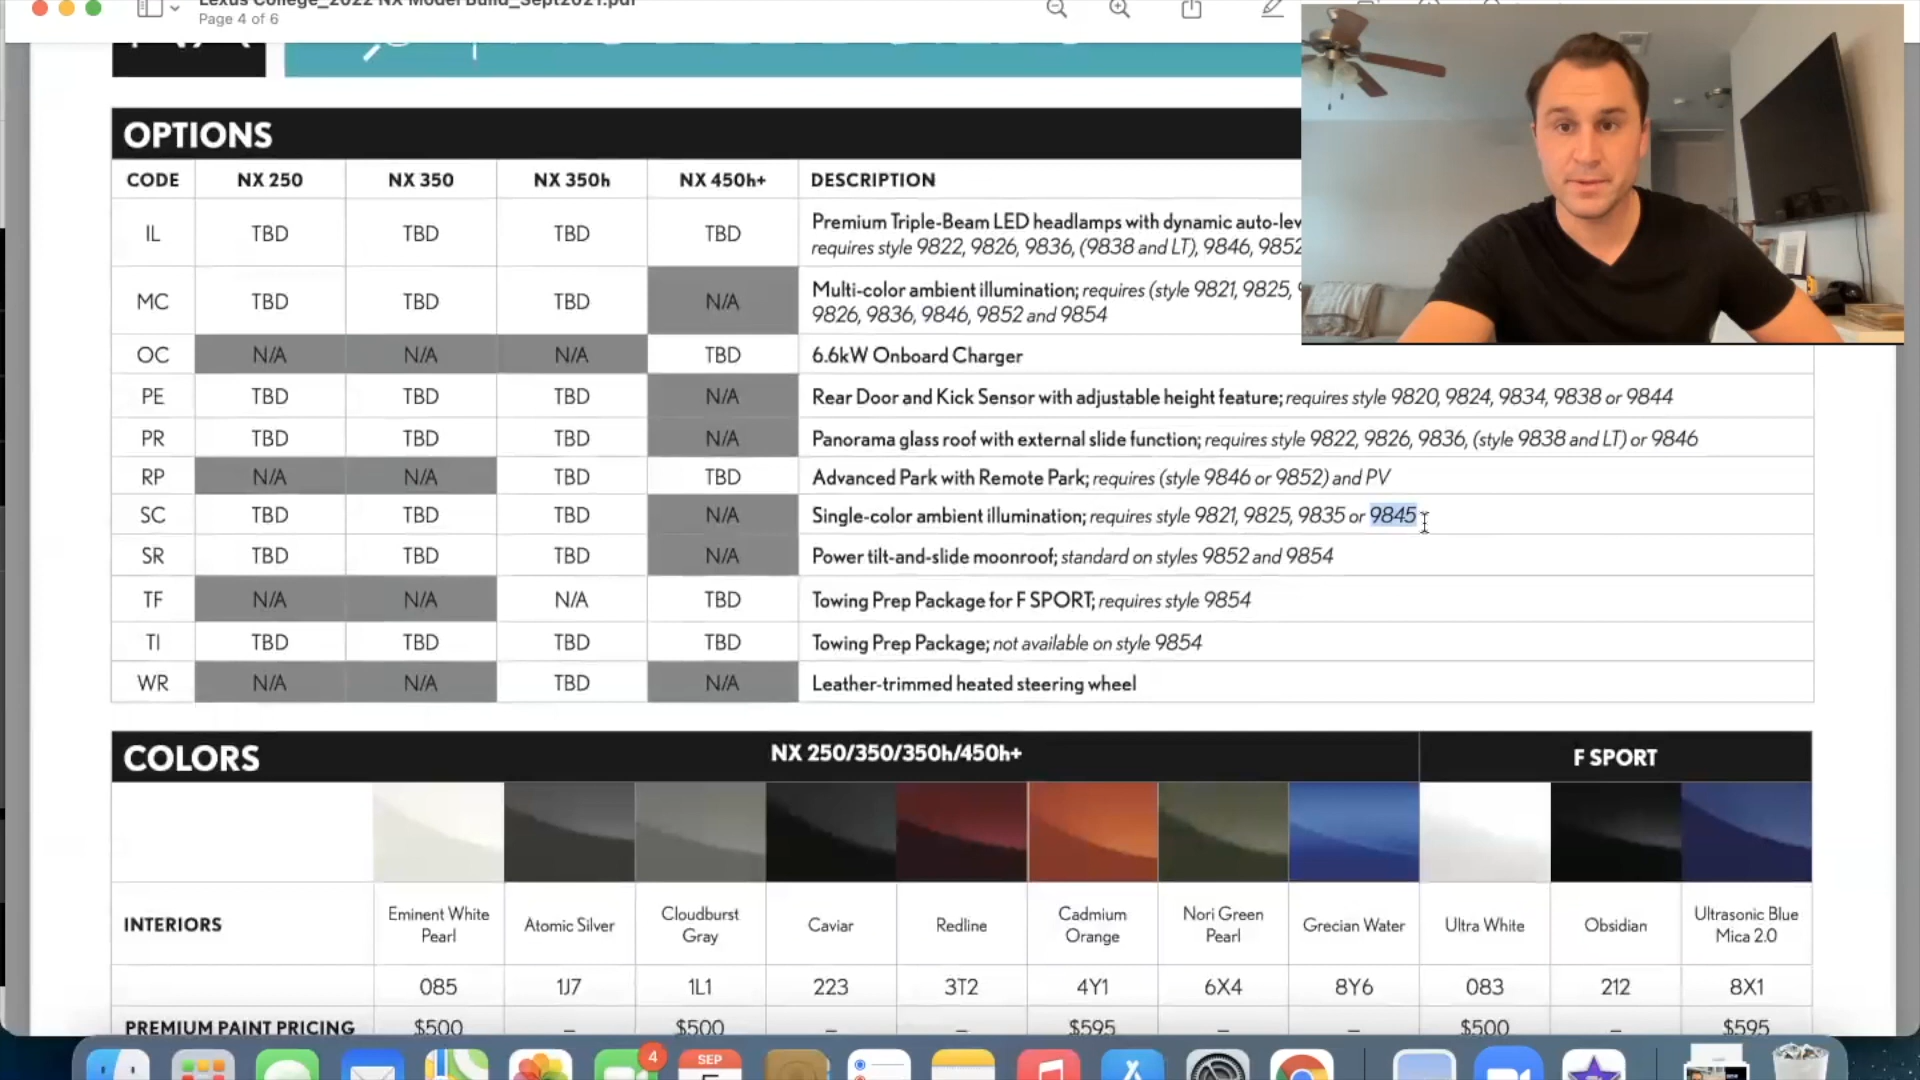 Lexus College_2022 NX Model Build_Sept2021.pdf
Page 4 of 6
OPTIONS
CODE NX 250 NX 350 NX 350h NX 450h+ DESCRIPTION
IL TBD TBD TBD TBD Premium Triple-Beam LED headlamps with dynamic auto-lev
requires style 9822, 9826, 9836, (9838 and LT), 9846, 9852
MC TBD TBD TBD N/A Multi-color ambient illumination; requires (style 9821, 9825,
9826, 9836, 9846, 9852 and 9854
OC N/A N/A N/A TBD 6.6kW Onboard Charger
PE TBD TBD TBD N/A Rear Door and Kick Sensor with adjustable height feature; requires style 9820, 9824, 9834, 9838 or 9844
PR TBD TBD TBD N/A Panorama glass roof with external slide function; requires style 9822, 9826, 9836, (style 9838 and LT) or 9846
RP N/A N/A TBD TBD Advanced Park with Remote Park; requires (style 9846 or 9852) and PV
SC TBD TBD TBD N/A Single-color ambient illumination; requires style 9821, 9825, 9835 or 9845
SR TBD TBD TBD N/A Power tilt-and-slide moonroof; standard on styles 9852 and 9854
TF N/A N/A N/A TBD Towing Prep Package for F SPORT; requires style 9854
TI TBD TBD TBD TBD Towing Prep Package; not available on style 9854
WR N/A N/A TBD N/A Leather-trimmed heated steering wheel
COLORS NX 250/350/350h/450h+ F SPORT
INTERIORS Eminent White Pearl Atomic Silver Cloudburst Gray Caviar Redline Cadmium Orange Nori Green Pearl Grecian Water Ultra White Obsidian Ultrasonic Blue Mica 2.0
085 1J7 1L1 223 3T2 4Y1 6X4 8Y6 083 212 8X1
PREMIUM PAINT PRICING $500 – $500 – – $595 – – $500 – $595
4
SEP